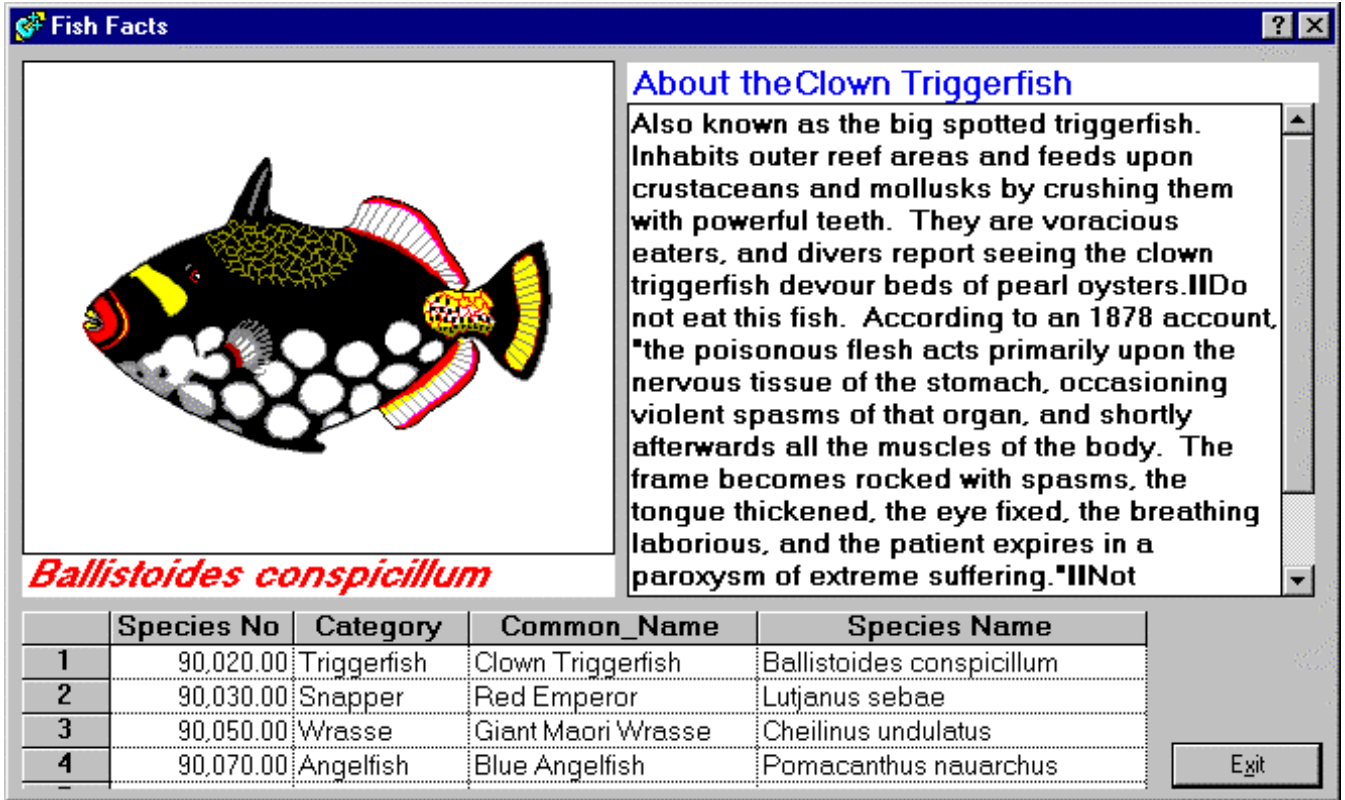 Fish Facts
About theClown Triggerfish
Also known as the big spotted triggerfish.
Inhabits outer reef areas and feeds upon
crustaceans and mollusks by crushing them
with powerful teeth.  They are voracious
eaters, and divers report seeing the clown
triggerfish devour beds of pearl oysters.IIDo
not eat this fish.  According to an 1878 account,
"the poisonous flesh acts primarily upon the
nervous tissue of the stomach, occasioning
violent spasms of that organ, and shortly
afterwards all the muscles of the body.  The
frame becomes rocked with spasms, the
tongue thickened, the eye fixed, the breathing
laborious, and the patient expires in a
paroxysm of extreme suffering."IINot
Ballistoides conspicillum
Species No Category Common_Name Species Name
1 90,020.00 Triggerfish Clown Triggerfish Ballistoides conspicillum
2 90,030.00 Snapper Red Emperor Lutjanus sebae
3 90,050.00 Wrasse Giant Maori Wrasse Cheilinus undulatus
4 90,070.00 Angelfish Blue Angelfish Pomacanthus nauarchus
Exit